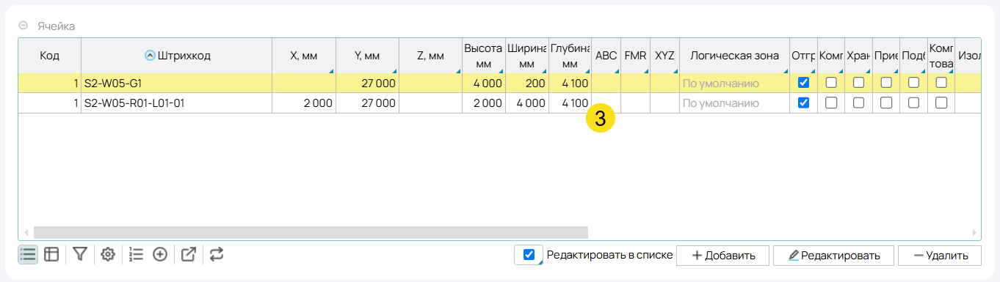 Ячейка
Код Штрихкод X, мм Y, мм Z, мм Высота мм Ширина мм Глубина мм ABC FMR XYZ Логическая зона Отгр Комп Хран Прие Подб Комп това Изол
1 S2-W05-G1 27 000 4 000 200 4 100 По умолчанию
1 S2-W05-R01-L01-01 2 000 27 000 2 000 4 000 4 100 По умолчанию
3
Редактировать в списке + Добавить Редактировать — Удалить